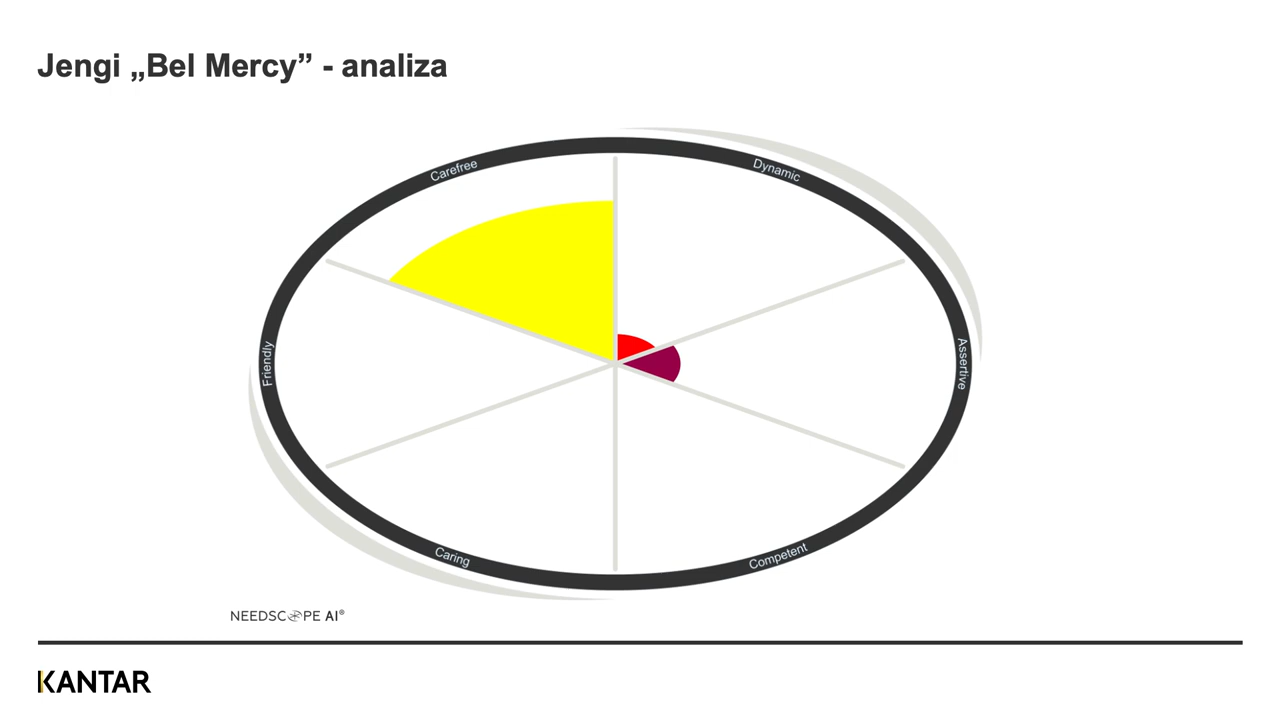 Jengi „Bel Mercy” - analiza
Carefree
Dynamic
Friendly
Assertive
Caring
Competent
NEEDSCOPE AI®
KANTAR